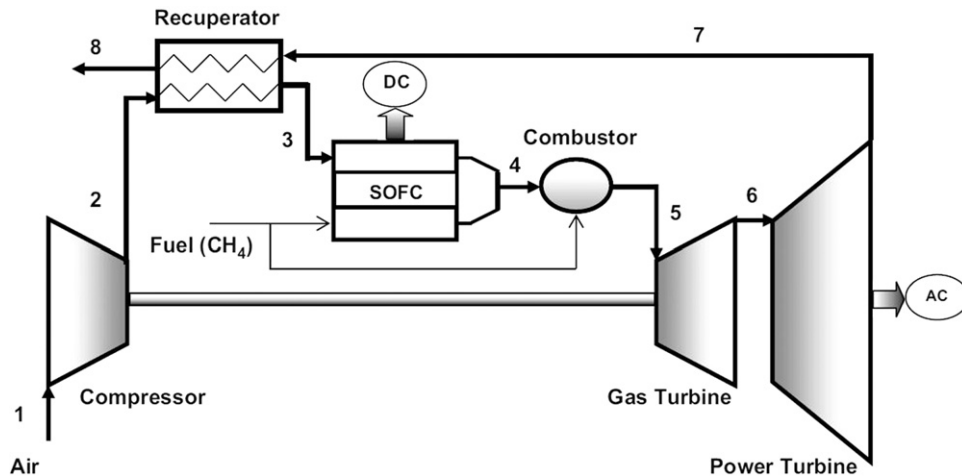 Recuperator
8
7
DC
3
Combustor
4
2
SOFC
6
5
Fuel (CH₄)
AC
Compressor
Gas Turbine
1
Air
Power Turbine